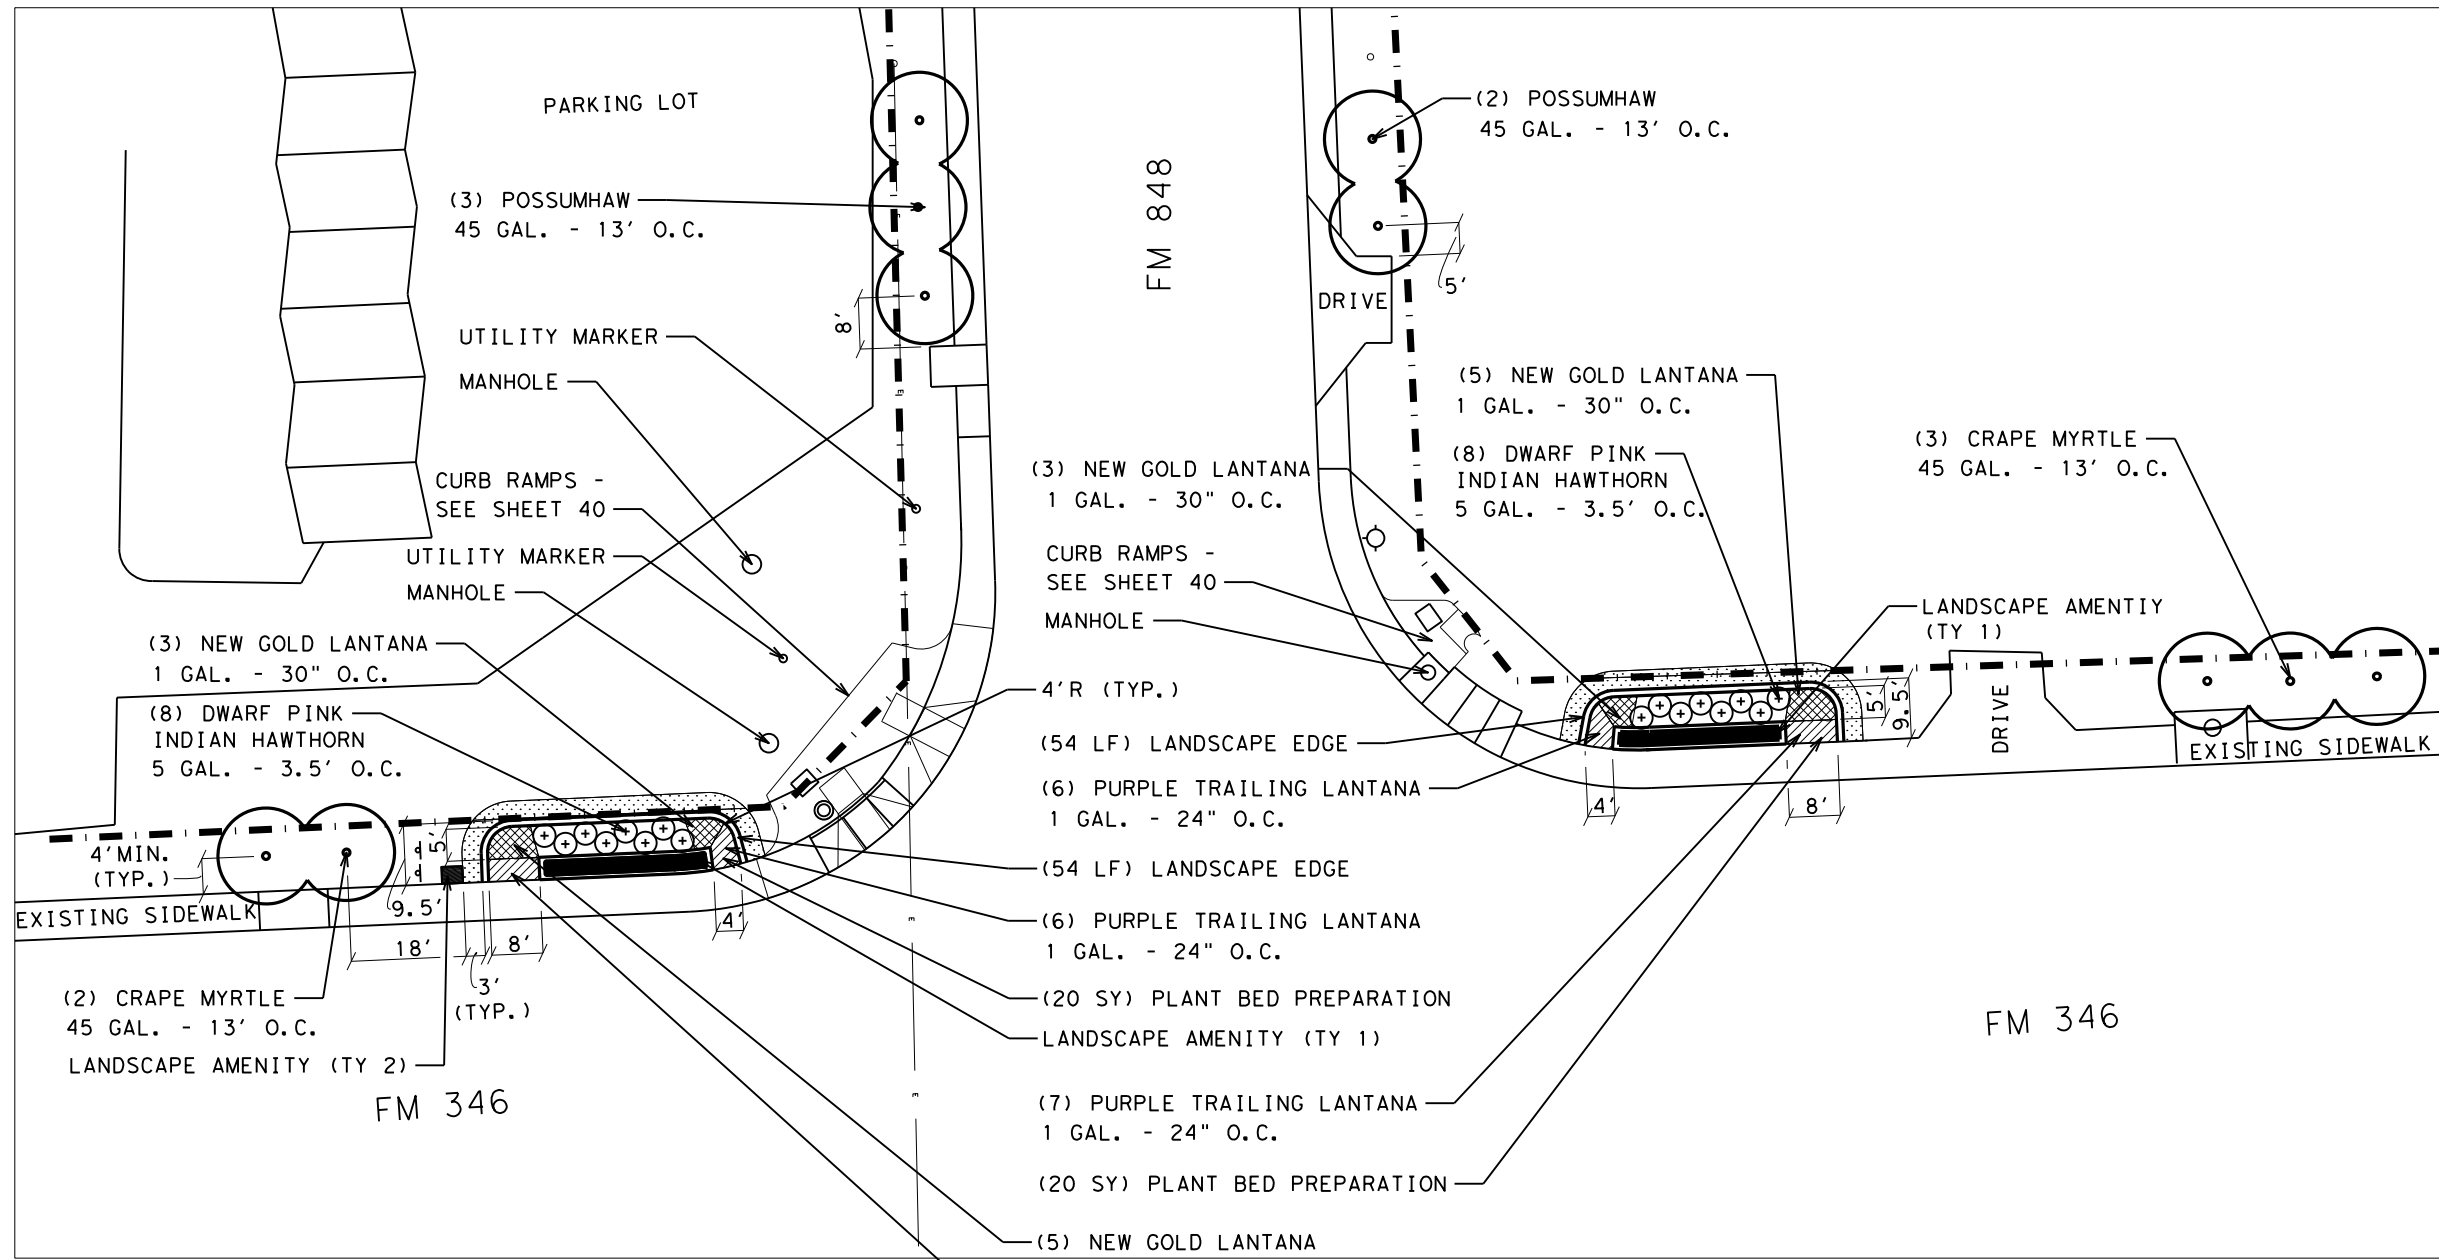 PARKING LOT
(3) POSSUMHAW
45 GAL. - 13' O.C.
8'
UTILITY MARKER
MANHOLE
CURB RAMPS -
SEE SHEET 40
UTILITY MARKER
MANHOLE
(3) NEW GOLD LANTANA
1 GAL. - 30" O.C.
(8) DWARF PINK
INDIAN HAWTHORN
5 GAL. - 3.5' O.C.
4'MIN.
(TYP.)
EXISTING SIDEWALK
5'
9.5'
18'
3'
(TYP.)
8'
4'
(2) CRAPE MYRTLE
45 GAL. - 13' O.C.
LANDSCAPE AMENITY (TY 2)
FM 346
FM 848
(2) POSSUMHAW
45 GAL. - 13' O.C.
5'
DRIVE
(5) NEW GOLD LANTANA
1 GAL. - 30" O.C.
(3) NEW GOLD LANTANA
1 GAL. - 30" O.C.
(8) DWARF PINK
INDIAN HAWTHORN
5 GAL. - 3.5' O.C.
(3) CRAPE MYRTLE
45 GAL. - 13' O.C.
CURB RAMPS -
SEE SHEET 40
MANHOLE
LANDSCAPE AMENTIY
(TY 1)
4'R (TYP.)
(54 LF) LANDSCAPE EDGE
(6) PURPLE TRAILING LANTANA
1 GAL. - 24" O.C.
4'
8'
5'
9.5'
DRIVE
EXISTING SIDEWALK
(54 LF) LANDSCAPE EDGE
(6) PURPLE TRAILING LANTANA
1 GAL. - 24" O.C.
(20 SY) PLANT BED PREPARATION
LANDSCAPE AMENITY (TY 1)
FM 346
(7) PURPLE TRAILING LANTANA
1 GAL. - 24" O.C.
(20 SY) PLANT BED PREPARATION
(5) NEW GOLD LANTANA